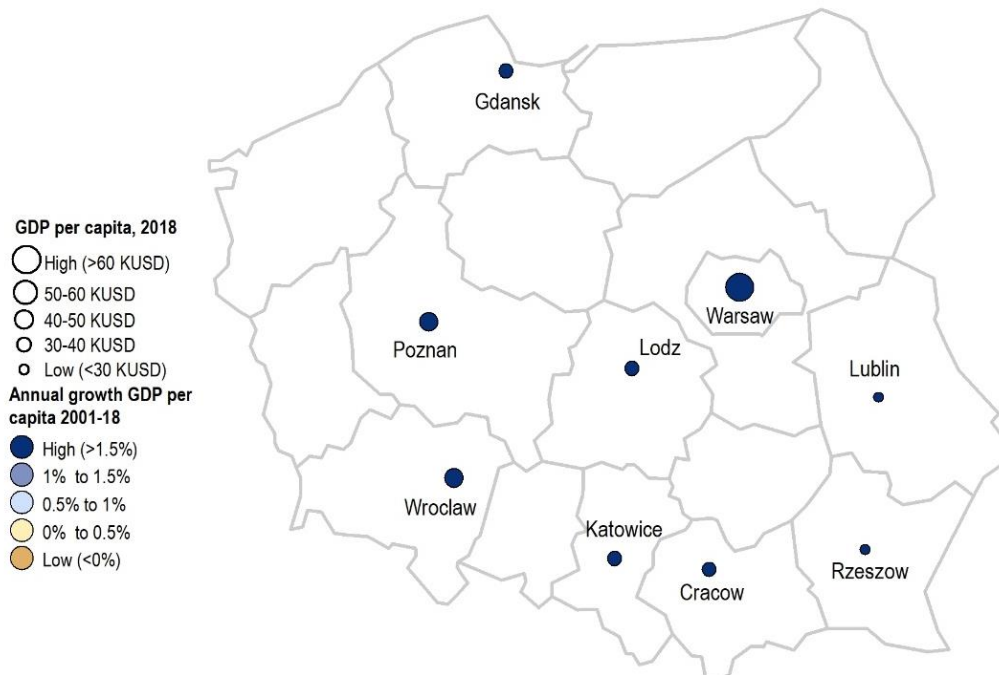 GDP per capita, 2018
High (>60 KUSD)
50-60 KUSD
40-50 KUSD
30-40 KUSD
Low (<30 KUSD)
Annual growth GDP per
capita 2001-18
High (>1.5%)
1% to 1.5%
0.5% to 1%
0% to 0.5%
Low (<0%)
Gdansk
Warsaw
Poznan
Lodz
Lublin
Wroclaw
Katowice
Cracow
Rzeszow